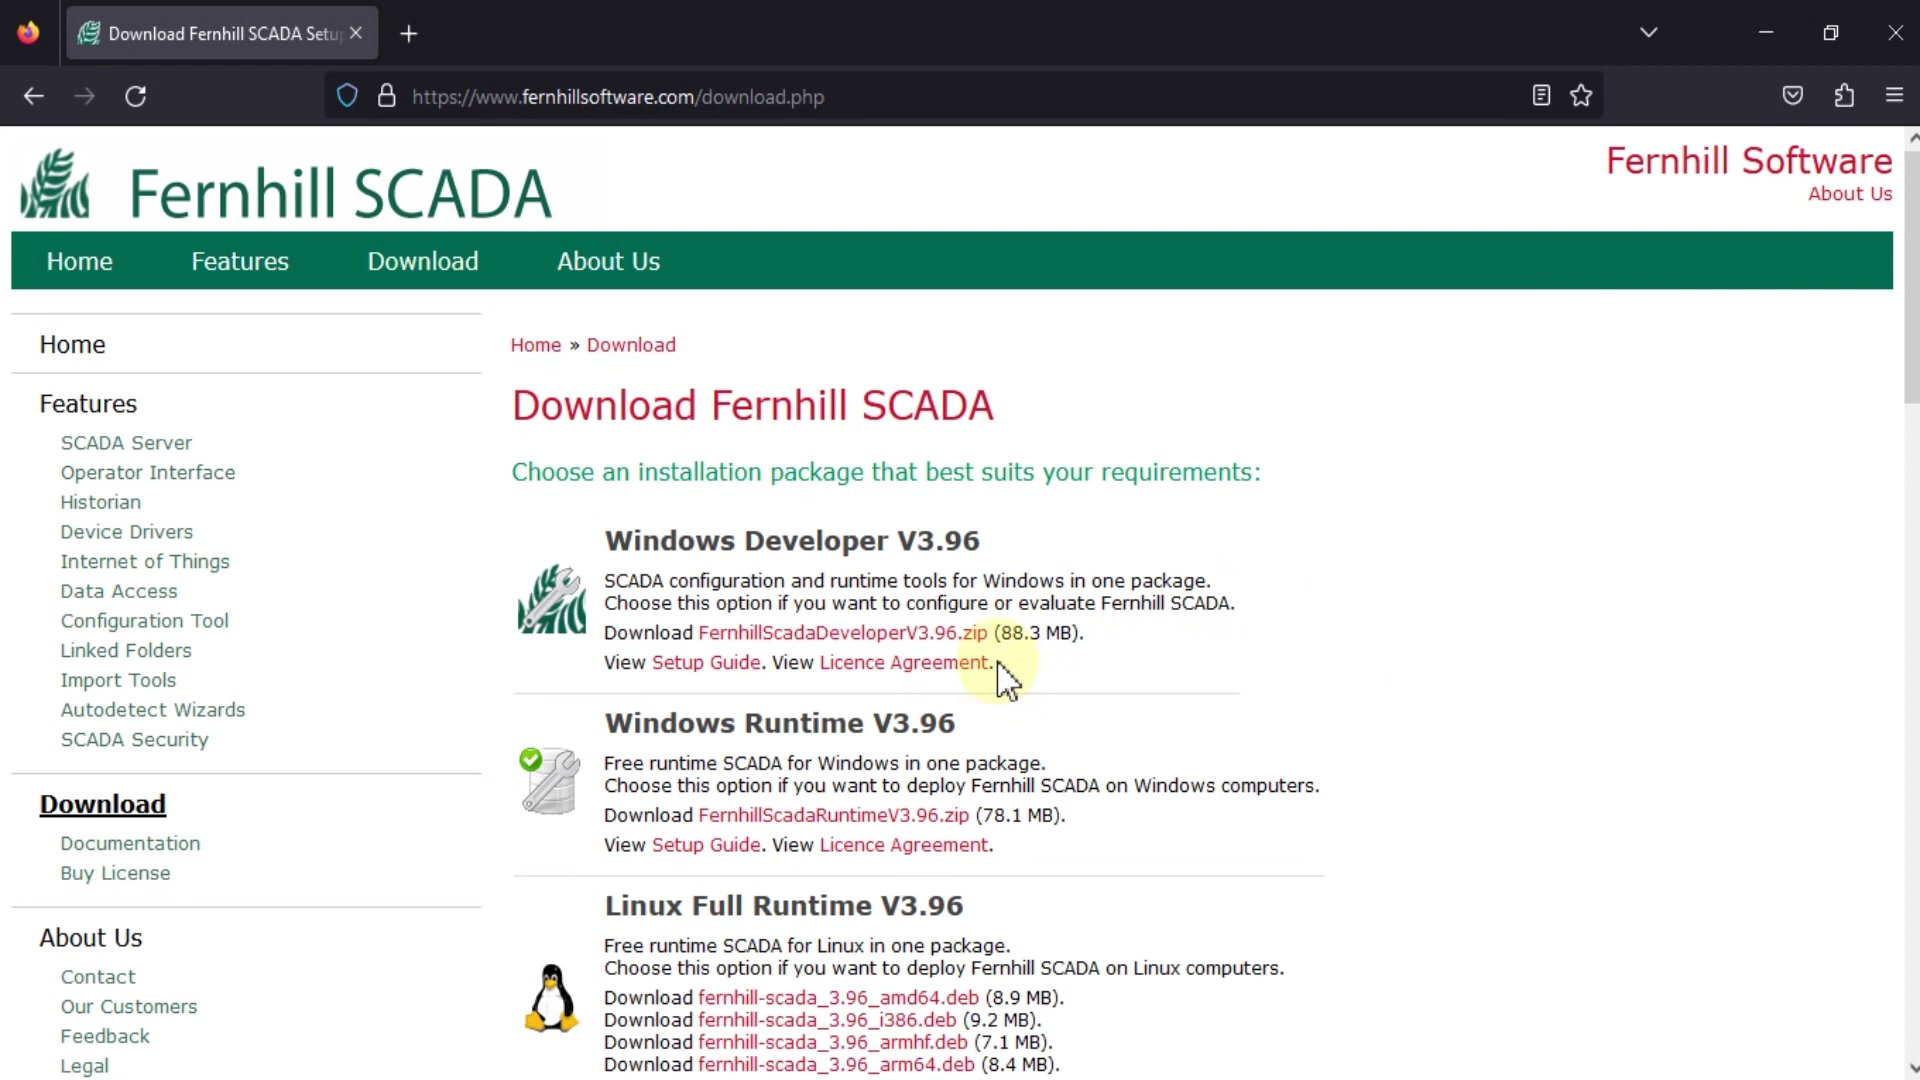 Download Fernhill SCADA Setu
https://www.fernhillsoftware.com/download.php
Fernhill SCADA
Fernhill Software
About Us
Home Features Download About Us
Home
Features
SCADA Server
Operator Interface
Historian
Device Drivers
Internet of Things
Data Access
Configuration Tool
Linked Folders
Import Tools
Autodetect Wizards
SCADA Security
Download
Documentation
Buy License
About Us
Contact
Our Customers
Feedback
Legal
Home » Download
Download Fernhill SCADA
Choose an installation package that best suits your requirements:
Windows Developer V3.96
SCADA configuration and runtime tools for Windows in one package.
Choose this option if you want to configure or evaluate Fernhill SCADA.
Download FernhillScadaDeveloperV3.96.zip (88.3 MB).
View Setup Guide. View Licence Agreement.
Windows Runtime V3.96
Free runtime SCADA for Windows in one package.
Choose this option if you want to deploy Fernhill SCADA on Windows computers.
Download FernhillScadaRuntimeV3.96.zip (78.1 MB).
View Setup Guide. View Licence Agreement.
Linux Full Runtime V3.96
Free runtime SCADA for Linux in one package.
Choose this option if you want to deploy Fernhill SCADA on Linux computers.
Download fernhill-scada_3.96_amd64.deb (8.9 MB).
Download fernhill-scada_3.96_i386.deb (9.2 MB).
Download fernhill-scada_3.96_armhf.deb (7.1 MB).
Download fernhill-scada_3.96_arm64.deb (8.4 MB).